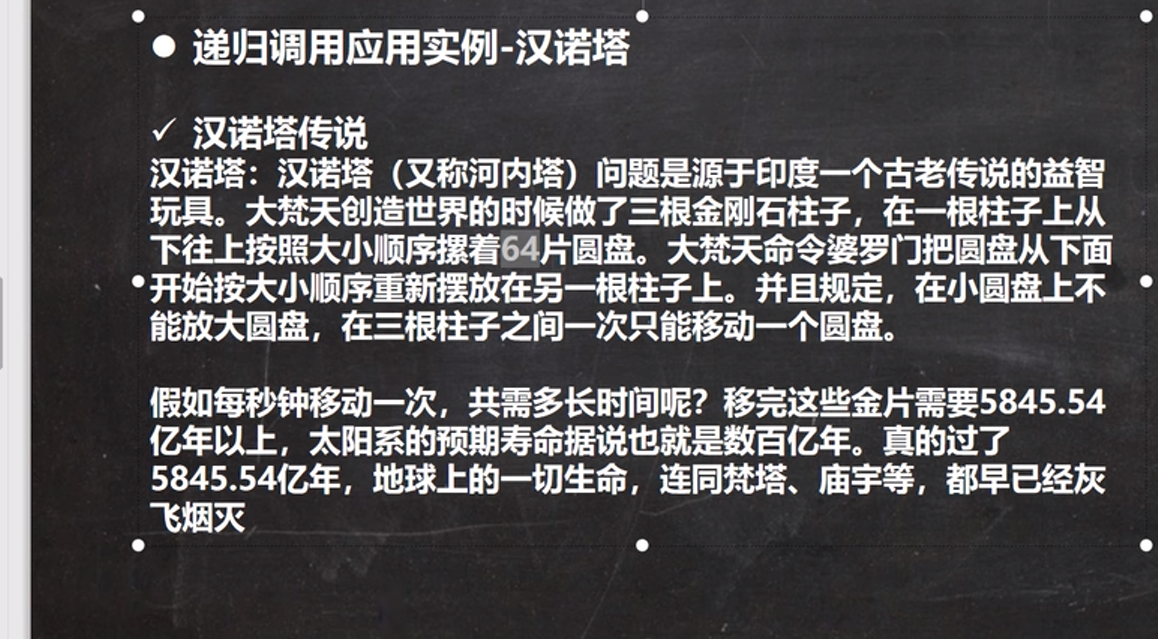 ● 递归调用应用实例-汉诺塔
✓ 汉诺塔传说
汉诺塔：汉诺塔（又称河内塔）问题是源于印度一个古老传说的益智
玩具。大梵天创造世界的时候做了三根金刚石柱子，在一根柱子上从
下往上按照大小顺序摞着64片圆盘。大梵天命令婆罗门把圆盘从下面
开始按大小顺序重新摆放在另一根柱子上。并且规定，在小圆盘上不
能放大圆盘，在三根柱子之间一次只能移动一个圆盘。
假如每秒钟移动一次，共需多长时间呢？移完这些金片需要5845.54
亿年以上，太阳系的预期寿命据说也就是数百亿年。真的过了
5845.54亿年，地球上的一切生命，连同梵塔、庙宇等，都早已经灰
飞烟灭